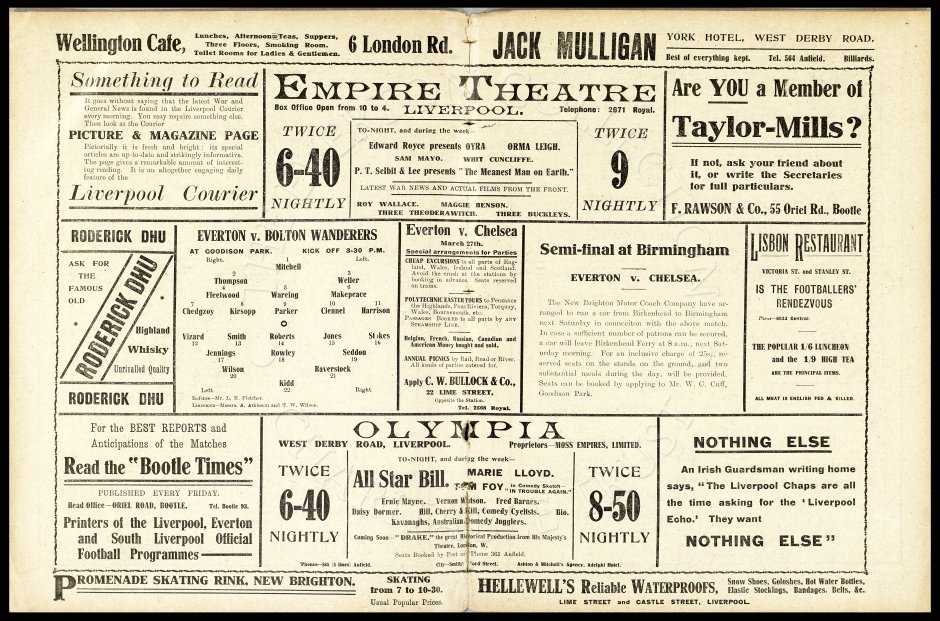 Wellington Cafe,
Lunches, Afternoon Teas, Suppers,
Three Floors, Smoking Room.
Toilet Rooms for Ladies & Gentlemen.
6 London Rd.
JACK MULLIGAN
YORK HOTEL, WEST DERBY ROAD.
Best of everything kept. Tel. 564 Anfield. Billiards.
Something to Read
It goes without saying that the latest War and
General News is found in the Liverpool Courier
every morning. You may require something else.
Then look at the Courier
PICTURE & MAGAZINE PAGE
Pictorially it is fresh and bright: its special
articles are up-to-date and strikingly informative.
The page gives a remarkable amount of interest-
ing reading. It is an altogether engaging daily
feature of the
Liverpool Courier
EMPIRE THEATRE
Box Office Open from 10 to 4.
LIVERPOOL.
Telephone: 2671 Royal.
TWICE
6-40
NIGHTLY
TO-NIGHT, and during the week—
Edward Royce presents OYRA ORMA LEIGH.
SAM MAYO. WHIT CUNCLIFFE.
P. T. Selbit & Lee presents "The Meanest Man on Earth."
LATEST WAR NEWS AND ACTUAL FILMS FROM THE FRONT.
ROY WALLACE. MAGGIE BENSON.
THREE THEODERAWITCH. THREE BUCKLEYS.
TWICE
9
NIGHTLY
Are YOU a Member of
Taylor-Mills?
If not, ask your friend about
it, or write the Secretaries
for full particulars.
F. RAWSON & Co., 55 Oriel Rd., Bootle
RODERICK DHU
ASK FOR
THE
FAMOUS
OLD
RODERICK DHU
Highland
Whisky
Unrivalled Quality
RODERICK DHU
EVERTON v. BOLTON WANDERERS
AT GOODISON PARK. KICK OFF 3-30 P.M.
Right. 1 Left.
Mitchell
2 3
Thompson Weller
4 5 6
Fleetwood Wareing Makepeace
7 8 9 10 11
Chedgzoy Kirsopp Parker Clennel Harrison
O
Vizard Smith Roberts Jones Stokes
12 13 14 15 16
Jennings Rowley Seddon
17 18 19
Wilson Baverstock
20 21
Kidd
Left 22 Right
Referee—Mr. L. N. Fletcher.
Linesmen—Messrs. A. Atkinson and T. W. Wilson.
Everton v. Chelsea
March 27th.
Special arrangements for Parties
CHEAP EXCURSIONS to all parts of Eng-
land, Wales, Ireland and Scotland.
Avoid the crush at the stations by
booking in advance. Seats reserved
on trams.
POLYTECHNIC EASTER TOURS to Penzance
the Highlands, Paris, Riviera, Torquay,
Wales, Bournemouth, etc.
PASSAGES BOOKED to all parts by ANY
STEAMSHIP LINE.
Belgian, French, Russian, Canadian and
American Money bought and sold.
ANNUAL PICNICS by Rail, Road or River.
All kinds of parties catered for.
Apply C. W. BULLOCK & Co.,
22 LIME STREET,
Opposite the Station.
Tel. 2568 Royal.
Semi-final at Birmingham
EVERTON v. CHELSEA.
The New Brighton Motor Coach Company have ar-
ranged to run a car from Birkenhead to Birmingham
next Saturday in connection with the above match.
In case a sufficient number of patrons can be secured,
a car will leave Birkenhead Ferry at 8 a.m., next Sat-
urday morning. For an inclusive charge of 25s/, re-
served seats on the stands on the ground, and two
substantial meals during the day, will be provided.
Seats can be booked by applying to Mr. W. C. Cuff,
Goodison Park.
LISBON RESTAURANT
VICTORIA ST. and STANLEY ST.
IS THE FOOTBALLERS'
RENDEZVOUS
Central.
THE POPULAR 1/6 LUNCHEON
and the 1/9 HIGH TEA
ARE THE PRINCIPAL ITEMS.
ALL MEAT IS ENGLISH FED & KILLED.
For the BEST REPORTS and
Anticipations of the Matches
Read the "Bootle Times"
PUBLISHED EVERY FRIDAY.
Head Office—ORIEL ROAD, BOOTLE. Tel. Bootle 93.
Printers of the Liverpool, Everton
and South Liverpool Official
Football Programmes
OLYMPIA
WEST DERBY ROAD, LIVERPOOL. Proprietors—MOSS EMPIRES, LIMITED.
TWICE
6-40
NIGHTLY
TO-NIGHT, and during the week—
All Star Bill. MARIE LLOYD.
TOM FOY in Comedy Sketch—
"IN TROUBLE AGAIN."
Ernie Mayne. Vernon Watson. Fred Barnes.
Daisy Dormer. Hill, Cherry & Hill, Comedy Cyclists. Bio.
Kavanaghs, Australian Comedy Jugglers.
Coming Soon—"DRAKE," the great Historical Production from His Majesty's
Theatre, London, W.
Seats Booked by Post or 'Phone 365 Anfield.
'Phones—365 (5 lines) Anfield. City—Smith' ford Street. Ashton & Mitchell's Agency, Adelphi Hotel.
TWICE
8-50
NIGHTLY
NOTHING ELSE
An Irish Guardsman writing home
says, "The Liverpool Chaps are all
the time asking for the 'Liverpool
Echo.' They want
NOTHING ELSE"
PROMENADE SKATING RINK, NEW BRIGHTON.
SKATING
from 7 to 10-30.
Usual Popular Prices.
HELLEWELL'S Reliable WATERPROOFS,
Snow Shoes, Goloshes, Hot Water Bottles,
Elastic Stockings, Bandages, Belts, &c.
LIME STREET and CASTLE STREET, LIVERPOOL.